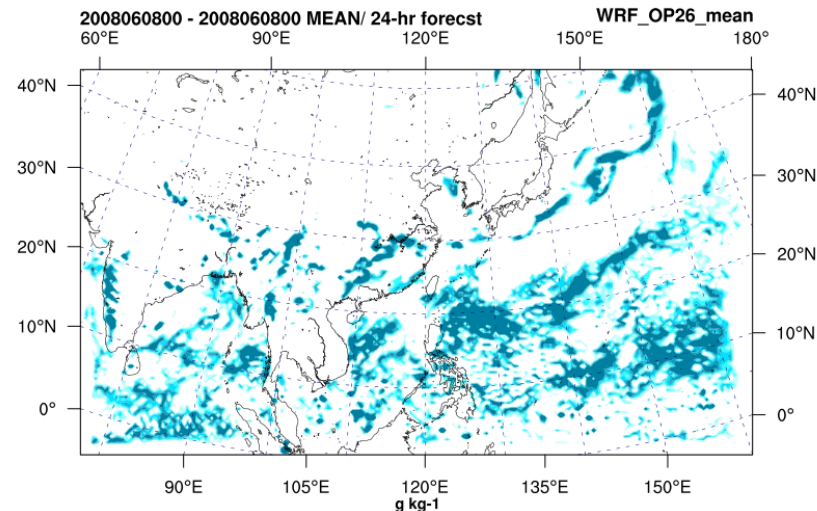 2008060800 - 2008060800 MEAN/ 24-hr forecst WRF_OP26_mean
60°E 90°E 120°E 150°E 180°
40°N 40°N
30°N 30°N
20°N 20°N
10°N 10°N
0° 0°
90°E 105°E 120°E 135°E 150°E
g kg-1